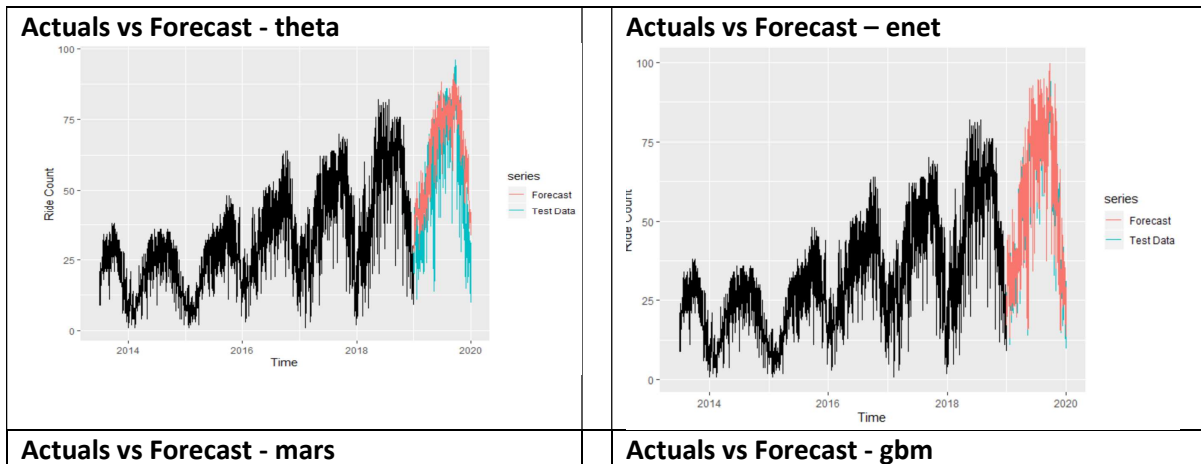 Actuals vs Forecast - theta
100
75
50
25
0
Ride Count
2014
2016
2018
2020
Time
series
Forecast
Test Data
Actuals vs Forecast – enet
100
75
50
25
0
Ride Count
2014
2016
2018
2020
Time
series
Forecast
Test Data
Actuals vs Forecast - mars
Actuals vs Forecast - gbm